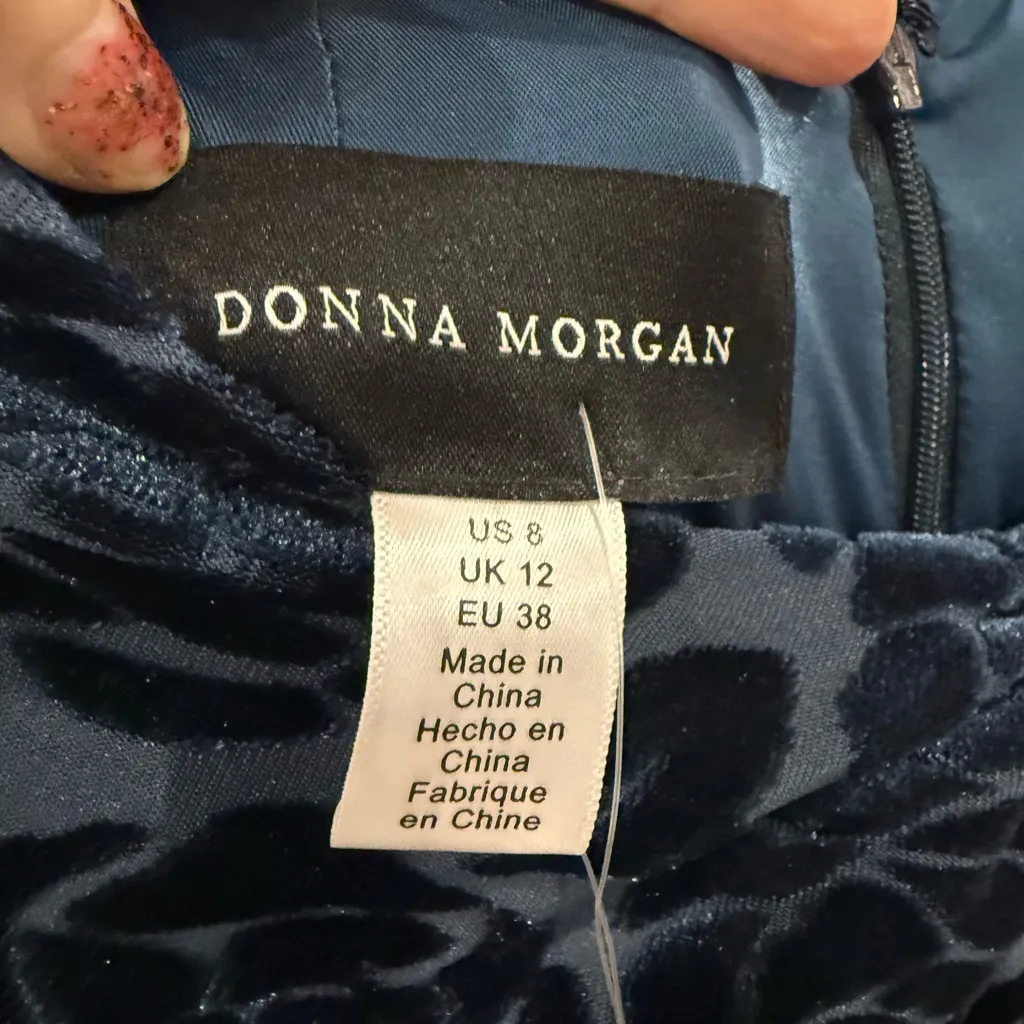 DONNA MORGAN
US 8
UK 12
EU 38
Made in
China
Hecho en
China
Fabrique
en Chine